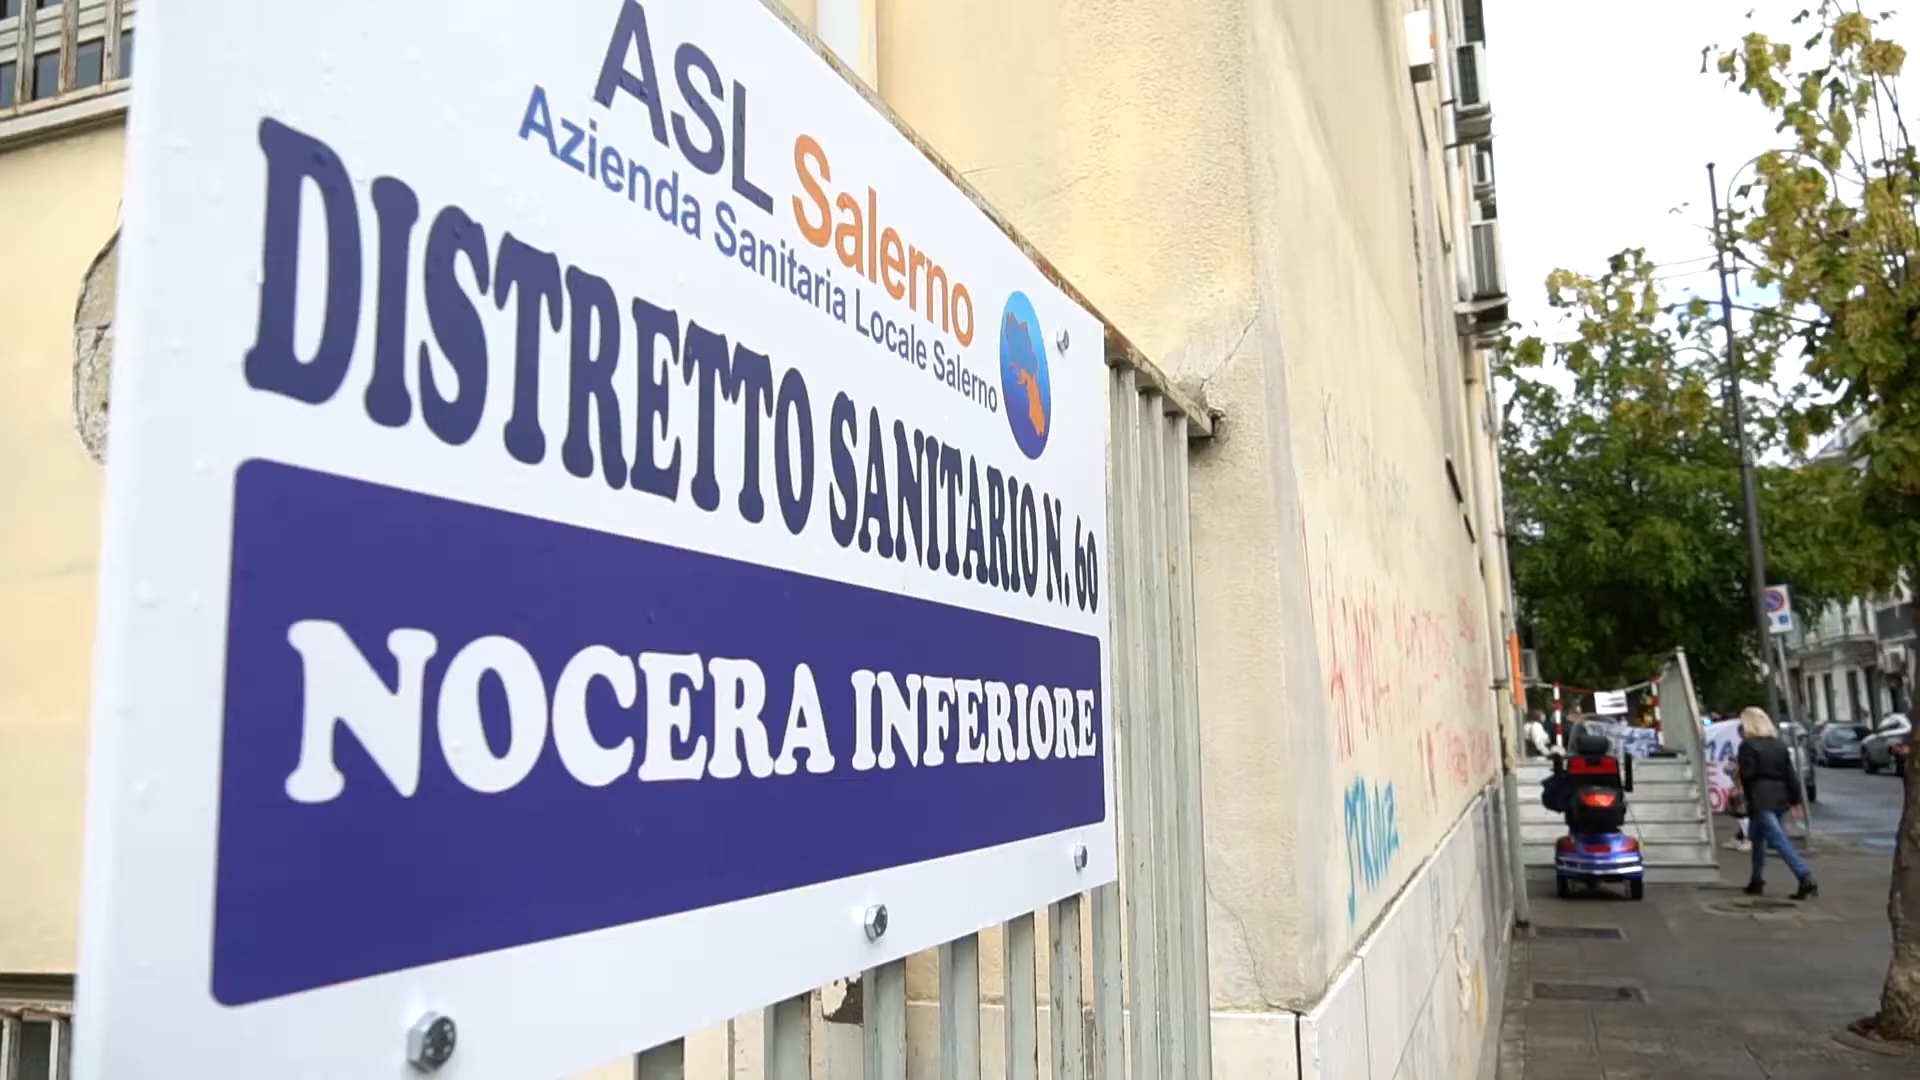 ASL Salerno
Azienda Sanitaria Locale Salerno
DISTRETTO SANITARIO N. 60
NOCERA INFERIORE